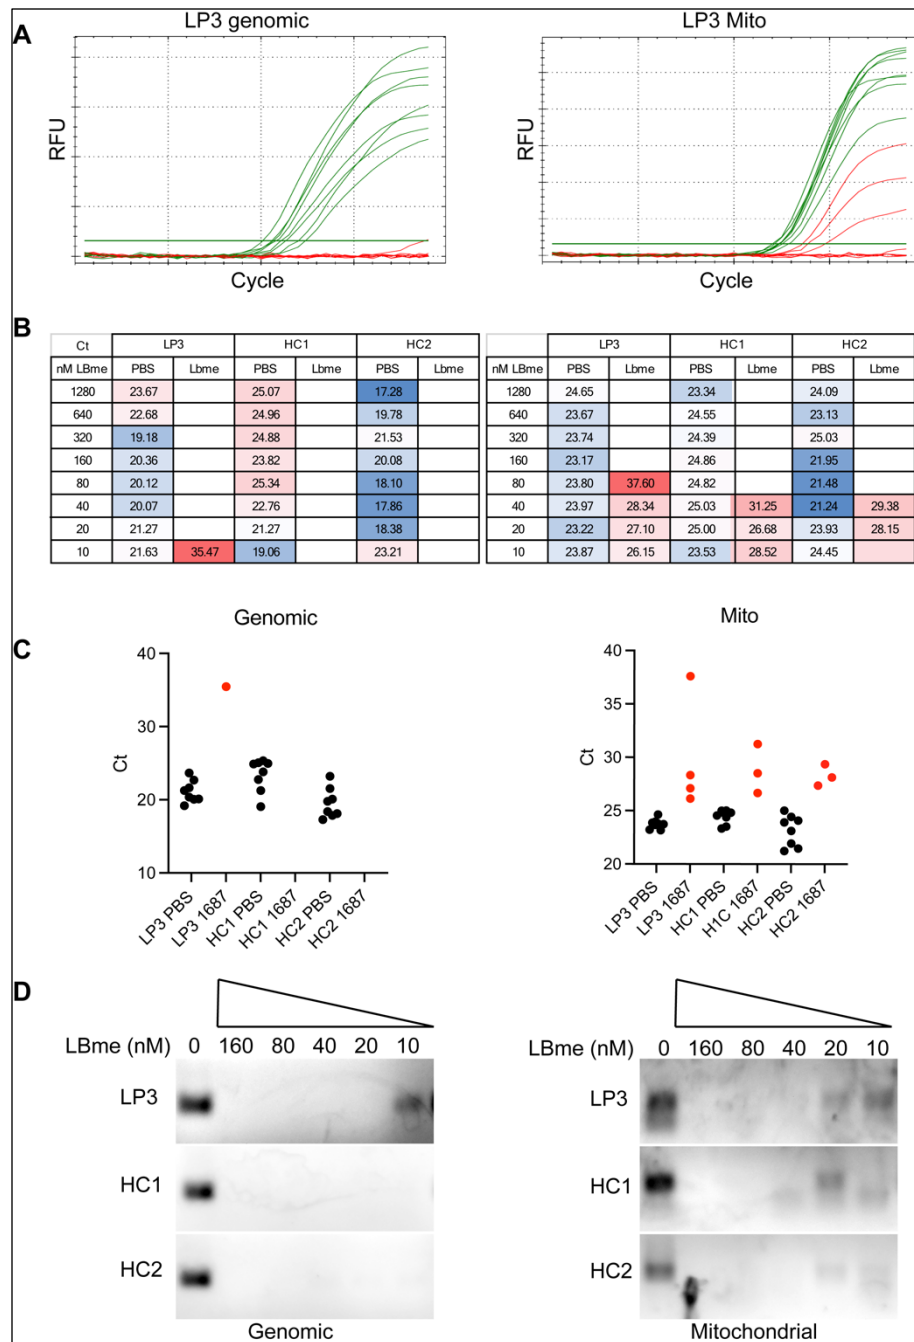 A
LP3 genomic
LP3 Mito
RFU
RFU
Cycle
Cycle
B
Ct LP3 HC1 HC2 LP3 HC1 HC2
nM LBme PBS Lbme PBS Lbme PBS Lbme nM LBme PBS Lbme PBS Lbme PBS Lbme
1280 23.67 25.07 17.28 1280 24.65 23.34 24.09
640 22.68 24.96 19.78 640 23.67 24.55 23.13
320 19.18 24.88 21.53 320 23.74 24.39 25.03
160 20.36 23.82 20.08 160 23.17 24.86 21.95
80 20.12 25.34 18.10 80 23.80 37.60 24.82 21.48
40 20.07 22.76 17.86 40 23.97 28.34 25.03 31.25 21.24 29.38
20 21.27 21.27 18.38 20 23.22 27.10 25.00 26.68 23.93 28.15
10 21.63 35.47 19.06 23.21 10 23.87 26.15 23.53 28.52 24.45
C
Genomic
Mito
40
30
20
10
Ct
LP3 PBS
LP3 1687
HC1 PBS
HC1 1687
HC2 PBS
HC2 1687
40
35
30
25
20
Ct
LP3 PBS
LP3 1687
HC1 PBS
H1C 1687
HC2 PBS
HC2 1687
D
LBme (nM) 0 160 80 40 20 10
LP3
HC1
HC2
Genomic
LBme (nM) 0 160 80 40 20 10
LP3
HC1
HC2
Mitochondrial